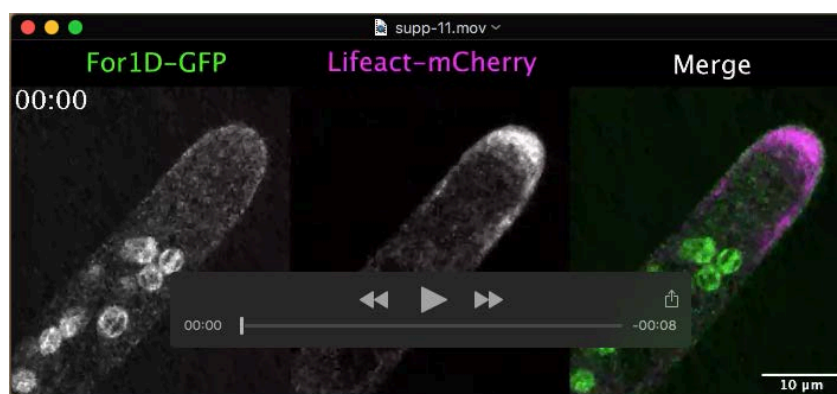 supp-11.mov
For1D-GFP Lifeact-mCherry Merge
00:00
00:00 -00:08
10 μm